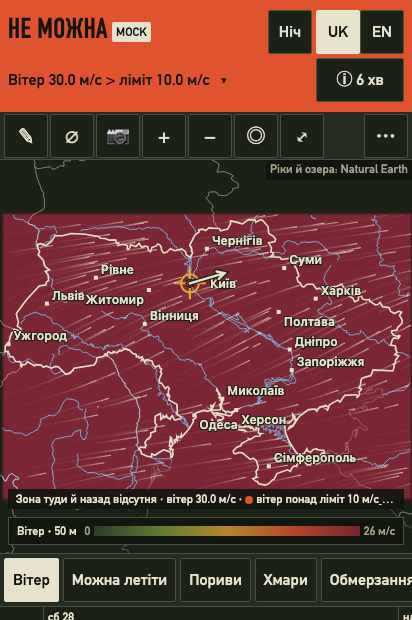 НЕ МОЖНА МОСК
Ніч UK EN
Вітер 30.0 м/с > ліміт 10.0 м/с ▾
ⓘ 6 хв
Ріки й озера: Natural Earth
Чернігів
Суми
Рівне
Київ
Львів
Житомир
Харків
Вінниця
Полтава
Ужгород
Дніпро
Запоріжжя
Миколаїв
Одеса
Херсон
Сімферополь
Зона туди й назад відсутня · вітер 30.0 м/с · вітер понад ліміт 10 м/с_…
Вітер · 50 м 0 26 м/с
Вітер Можна летіти Пориви Хмари Обмерзання
сб 28